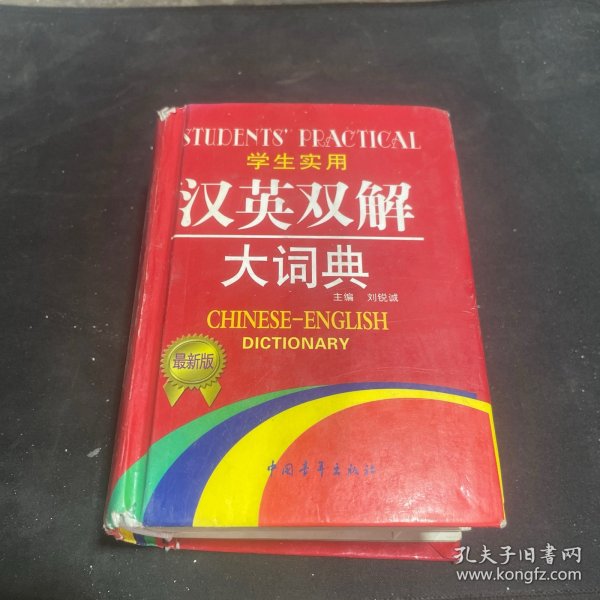 STUDENTS' PRACTICAL
学生实用
汉英双解
大词典
主编 刘锐诚
CHINESE-ENGLISH
DICTIONARY
最新版
中国青年出版社
孔夫子旧书网
www.kongfz.com